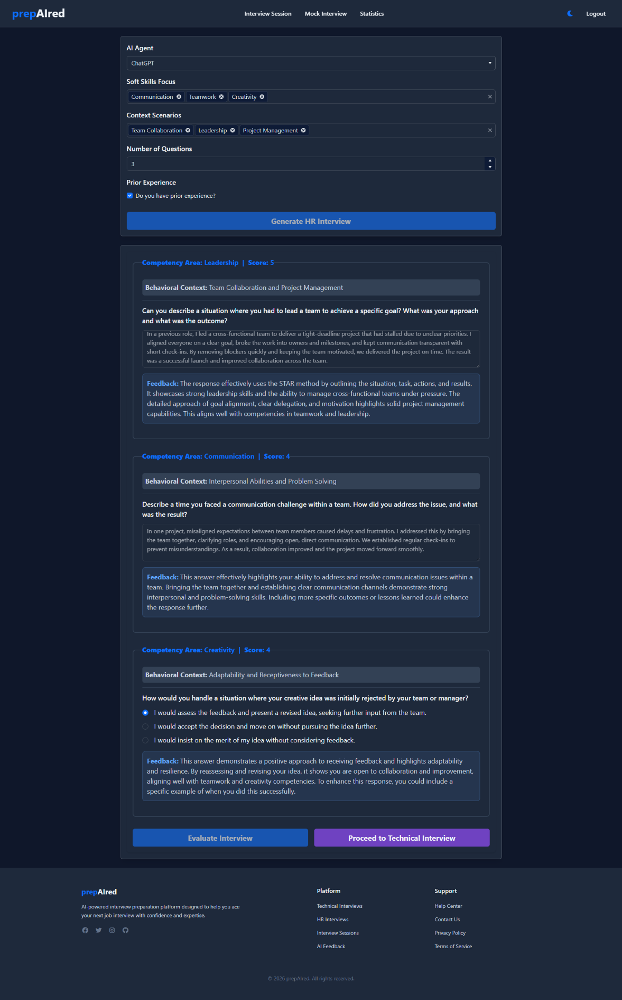 prepAIred
Interview Session
Mock Interview
Statistics
Logout
AI Agent
ChatGPT
Soft Skills Focus
Communication
Teamwork
Creativity
Context Scenarios
Team Collaboration
Leadership
Project Management
Number of Questions
3
Prior Experience
Do you have prior experience?
Generate HR Interview
Competency Area: Leadership | Score: 5
Behavioral Context: Team Collaboration and Project Management
Can you describe a situation where you had to lead a team to achieve a specific goal? What was your approach
and what was the outcome?
In a previous role, I led a cross-functional team to deliver a tight-deadline project that had stalled due to unclear priorities. I
aligned everyone on a clear goal, broke the work into owners and milestones, and kept communication transparent with
short check-ins. By removing blockers quickly and keeping the team motivated, we delivered the project on time. The result
was a successful launch and improved collaboration across the team.
Feedback: The response effectively uses the STAR method by outlining the situation, task, actions, and results.
It showcases strong leadership skills and the ability to manage cross-functional teams under pressure. The
detailed approach of goal alignment, clear delegation, and motivation highlights solid project management
capabilities. This aligns well with competencies in teamwork and leadership.
Competency Area: Communication | Score: 4
Behavioral Context: Interpersonal Abilities and Problem Solving
Describe a time you faced a communication challenge within a team. How did you address the issue, and what
was the result?
In one project, misaligned expectations between team members caused delays and frustration. I addressed this by bringing
the team together, clarifying roles, and encouraging open, direct communication. We established regular check-ins to
prevent misunderstandings. As a result, collaboration improved and the project moved forward smoothly.
Feedback: This answer effectively highlights your ability to address and resolve communication issues within a
team. Bringing the team together and establishing clear communication channels demonstrate strong
interpersonal and problem-solving skills. Including more specific outcomes or lessons learned could enhance
the response further.
Competency Area: Creativity | Score: 4
Behavioral Context: Adaptability and Receptiveness to Feedback
How would you handle a situation where your creative idea was initially rejected by your team or manager?
I would assess the feedback and present a revised idea, seeking further input from the team.
I would accept the decision and move on without pursuing the idea further.
I would insist on the merit of my idea without considering feedback.
Feedback: This answer demonstrates a positive approach to receiving feedback and highlights adaptability
and resilience. By reassessing and revising your idea, it shows you are open to collaboration and improvement,
aligning well with teamwork and creativity competencies. To enhance this response, you could include a
specific example of when you did this successfully.
Evaluate Interview
Proceed to Technical Interview
prepAIred
AI-powered interview preparation platform designed to help you ace
your next job interview with confidence and expertise.
Platform
Technical Interviews
HR Interviews
Interview Sessions
AI Feedback
Support
Help Center
Contact Us
Privacy Policy
Terms of Service
© 2026 prepAIred. All rights reserved.